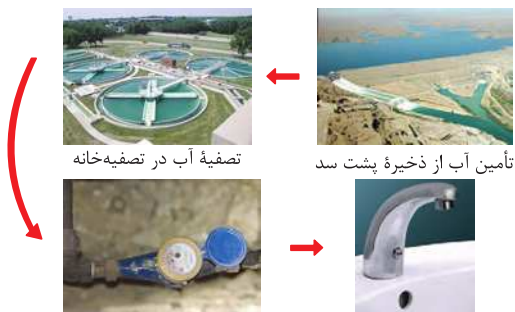 تأمین آب از ذخیرهٔ پشت سد
تصفیهٔ آب در تصفیه‌خانه